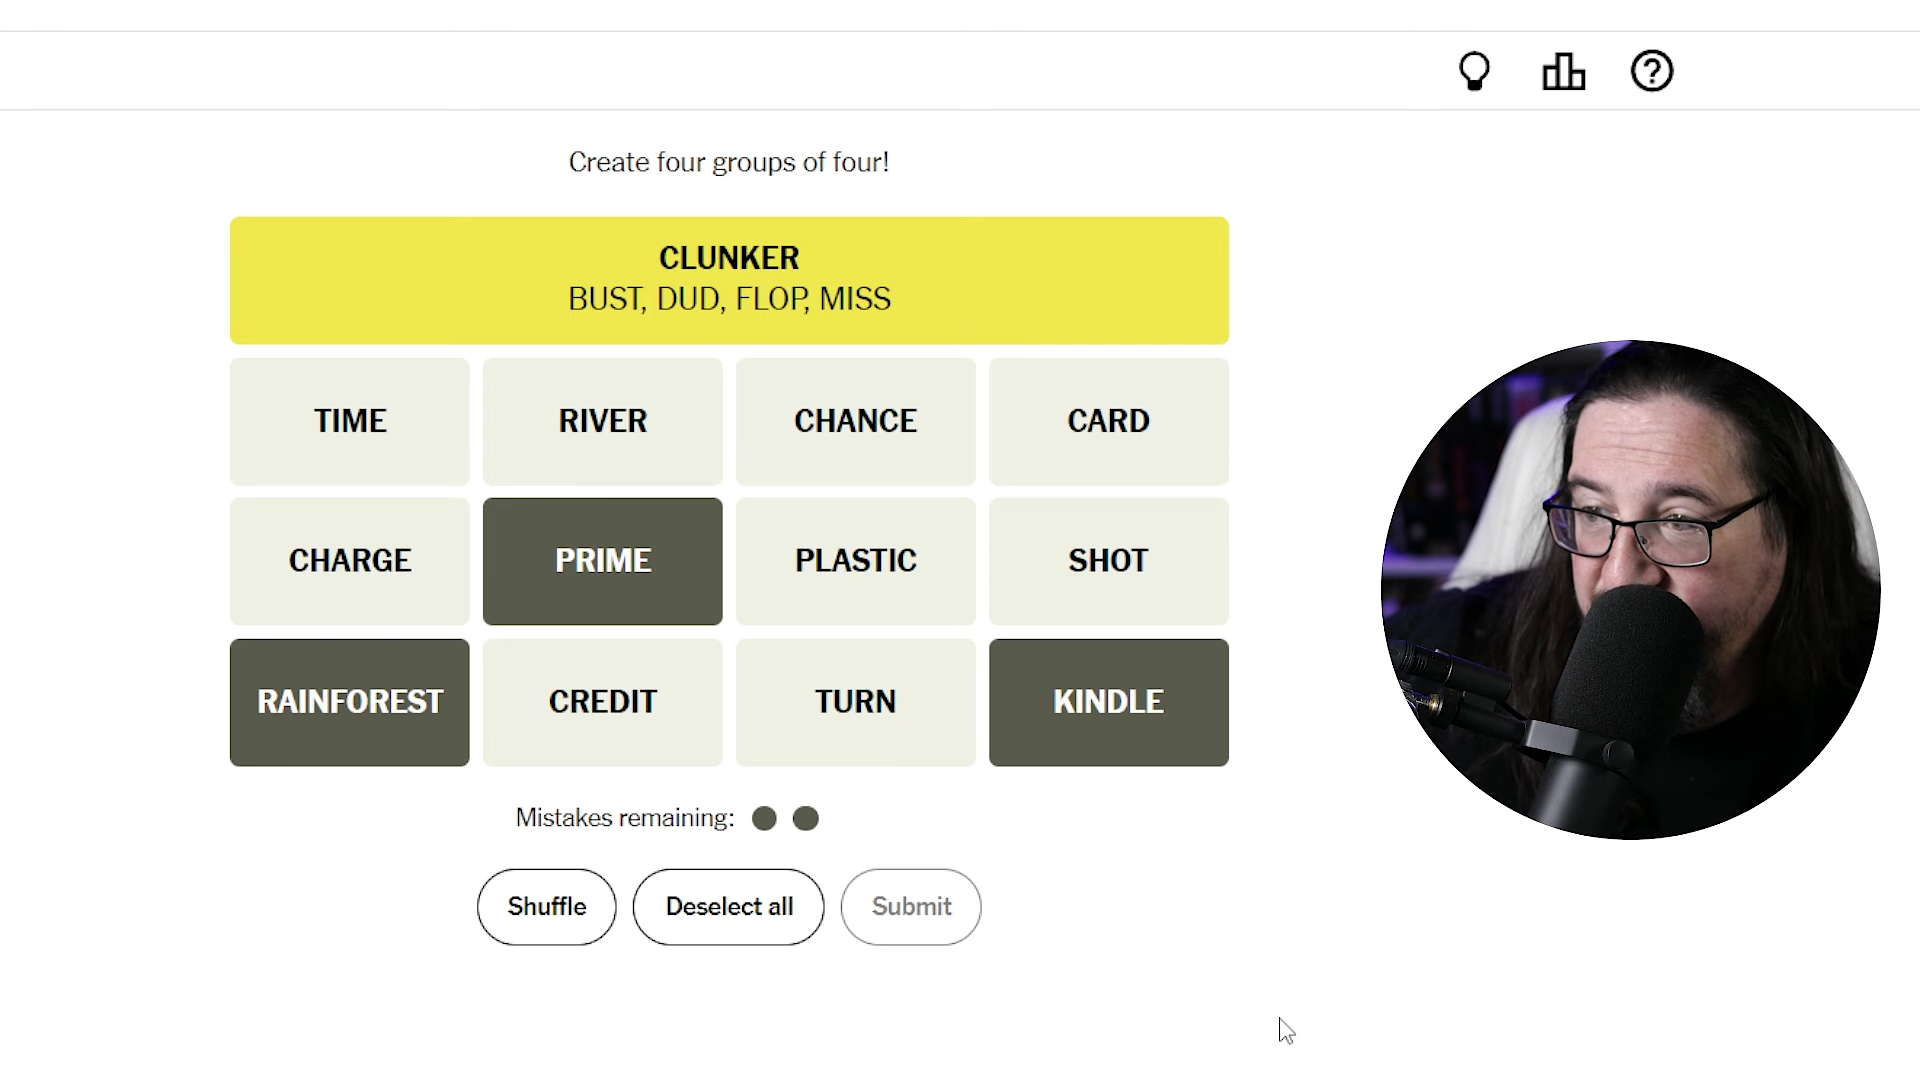 Create four groups of four!
CLUNKER
BUST, DUD, FLOP, MISS
TIME RIVER CHANCE CARD
CHARGE PRIME PLASTIC SHOT
RAINFOREST CREDIT TURN KINDLE
Mistakes remaining:
Shuffle Deselect all Submit